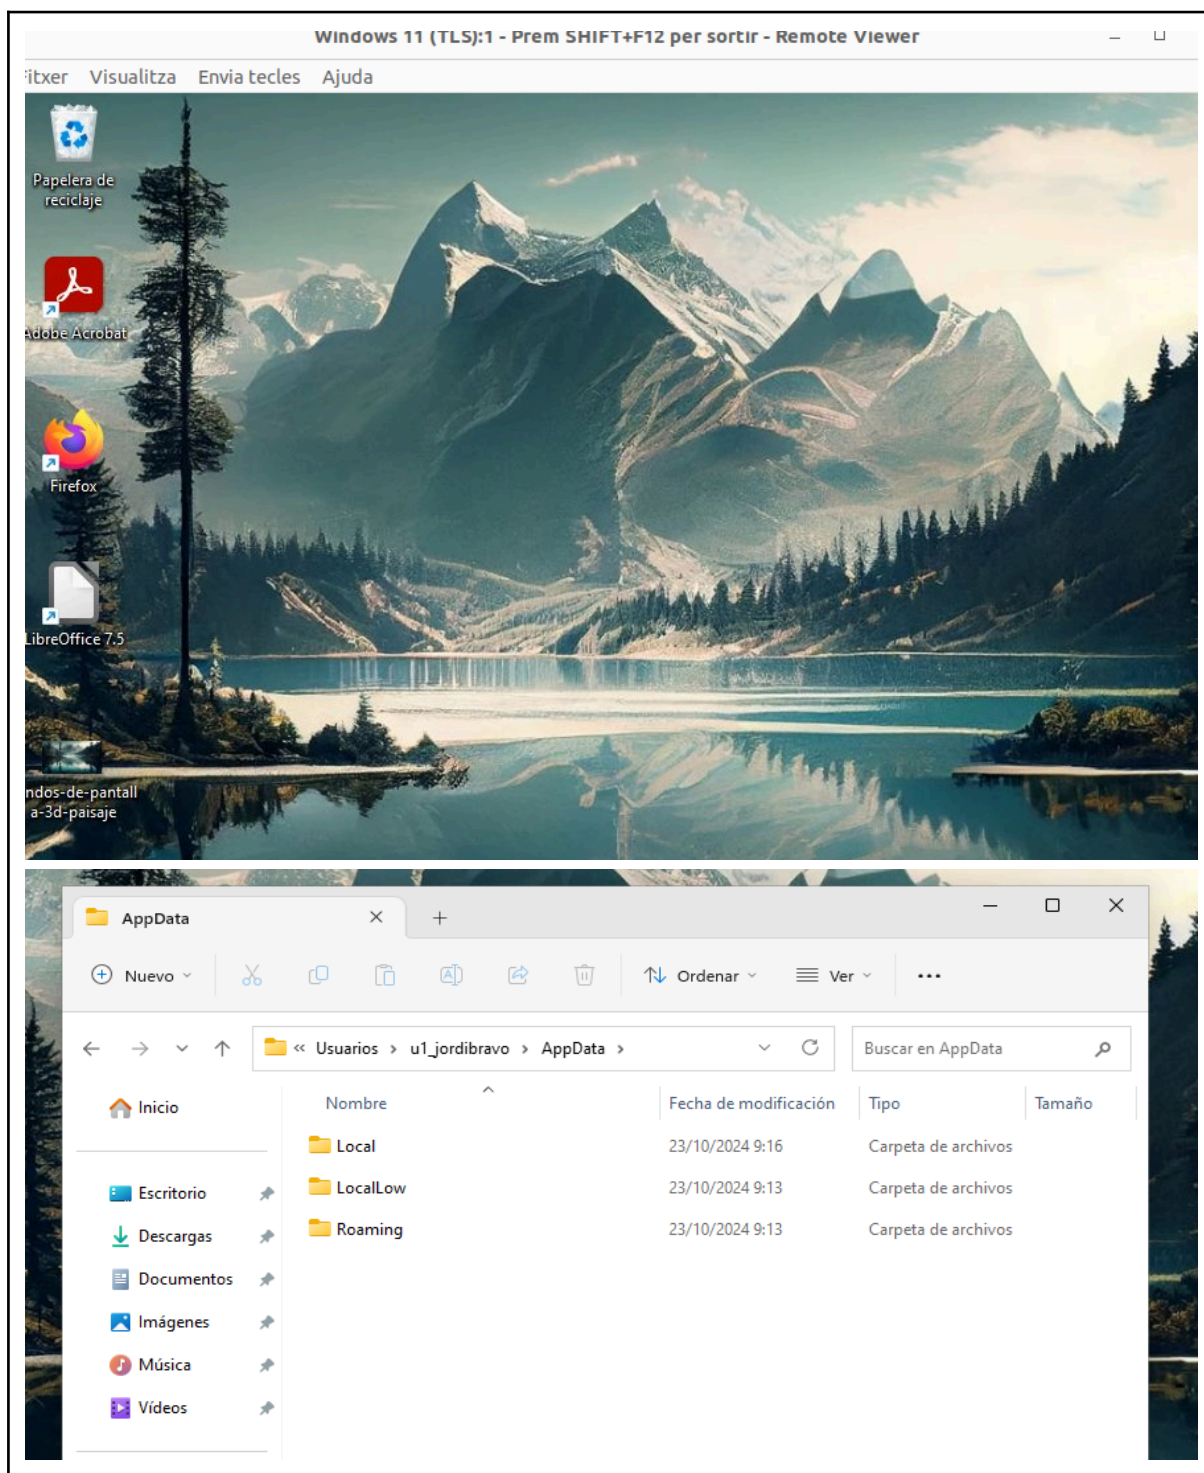 Windows 11 (TLS):1 - Prem SHIFT+F12 per sortir - Remote Viewer
itxer Visualitza Envia tecles Ajuda
Papelera de
reciclaje
Adobe Acrobat
Firefox
LibreOffice 7.5
ndos-de-pantall
a-3d-paisaje
AppData
Nuevo
Ordenar
Ver
« Usuarios > u1_jordibravo > AppData >
Buscar en AppData
Inicio
Nombre Fecha de modificación Tipo Tamaño
Local 23/10/2024 9:16 Carpeta de archivos
LocalLow 23/10/2024 9:13 Carpeta de archivos
Roaming 23/10/2024 9:13 Carpeta de archivos
Escritorio
Descargas
Documentos
Imágenes
Música
Vídeos